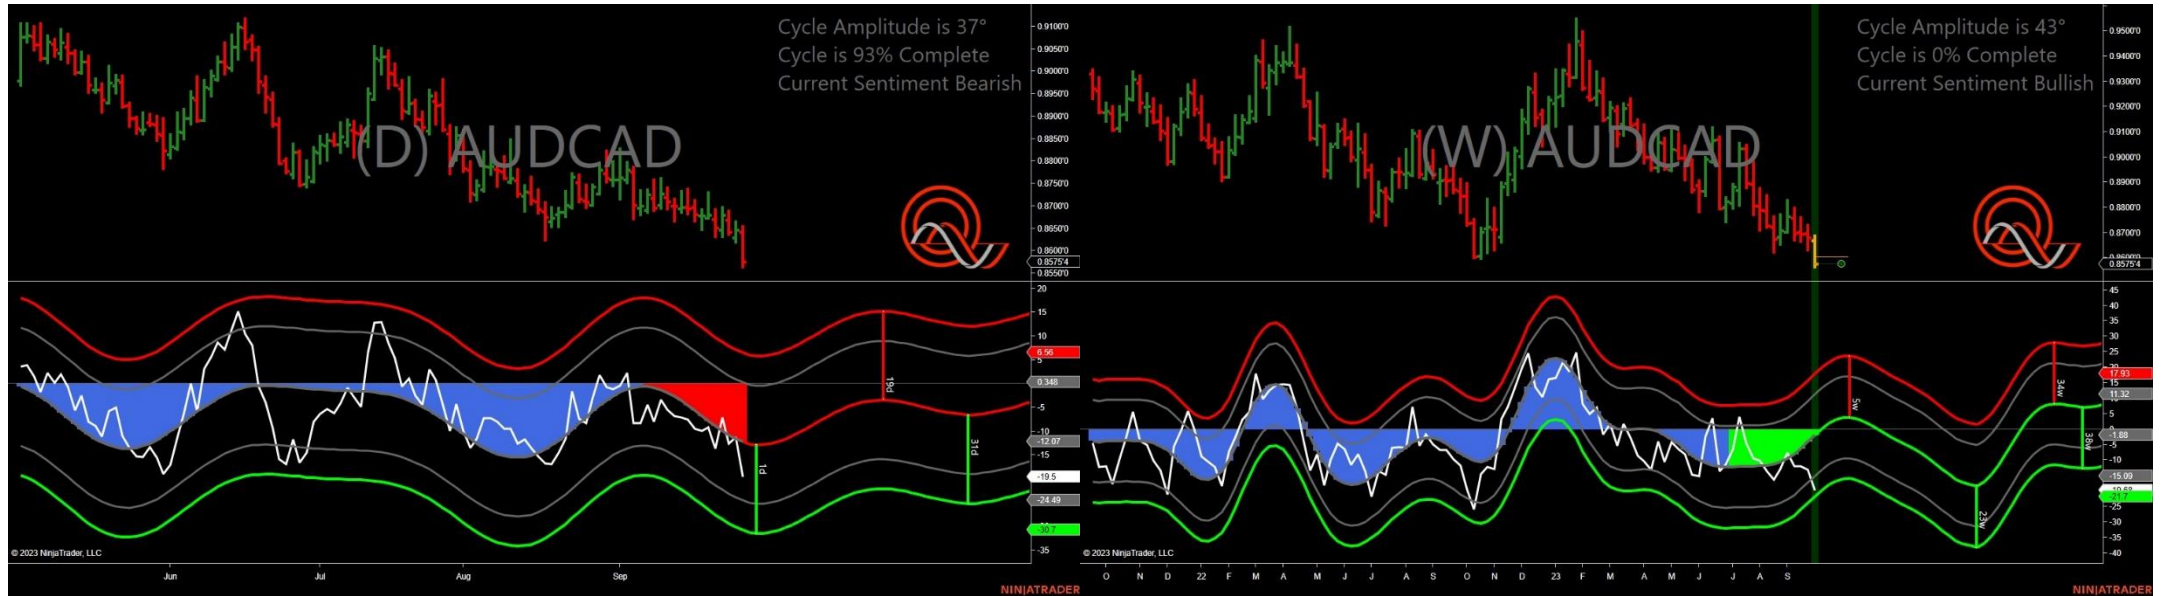 Cycle Amplitude is 37°
Cycle is 93% Complete
Current Sentiment Bearish
(D) AUDCAD
0.9100'0
0.9050'0
0.9000'0
0.8950'0
0.8900'0
0.8850'0
0.8800'0
0.8750'0
0.8700'0
0.8650'0
0.8600'0
0.8575'4
0.8550'0
20
15
10
6.56
5
0.348
-5
-10
-12.07
-15
-19.5
-24.49
-30.7
-35
19d
1d
31d
© 2023 NinjaTrader, LLC
Jun Jul Aug Sep
NINJATRADER
Cycle Amplitude is 43°
Cycle is 0% Complete
Current Sentiment Bullish
(W) AUDCAD
0.9500'0
0.9400'0
0.9300'0
0.9200'0
0.9100'0
0.9000'0
0.8900'0
0.8800'0
0.8700'0
0.8575'4
45
35
30
25
17.93
15
11.32
5
-1.88
-5
-10
-15.09
-21.7
-25
-30
-35
-40
5w
34w
38w
23w
© 2023 NinjaTrader, LLC
O N D 22 F M A M J J A S O N D 23 F M A M J J A S
NINJATRADER